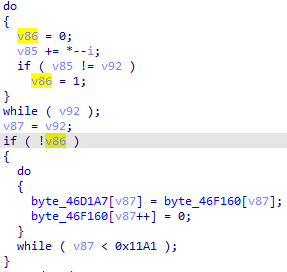 do
{
v86 = 0;
v85 += *--i;
if ( v85 != v92 )
v86 = 1;
}
while ( v92 );
v87 = v92;
if ( !v86 )
{
do
{
byte_46D1A7[v87] = byte_46F160[v87];
byte_46F160[v87++] = 0;
}
while ( v87 < 0x11A1 );
}